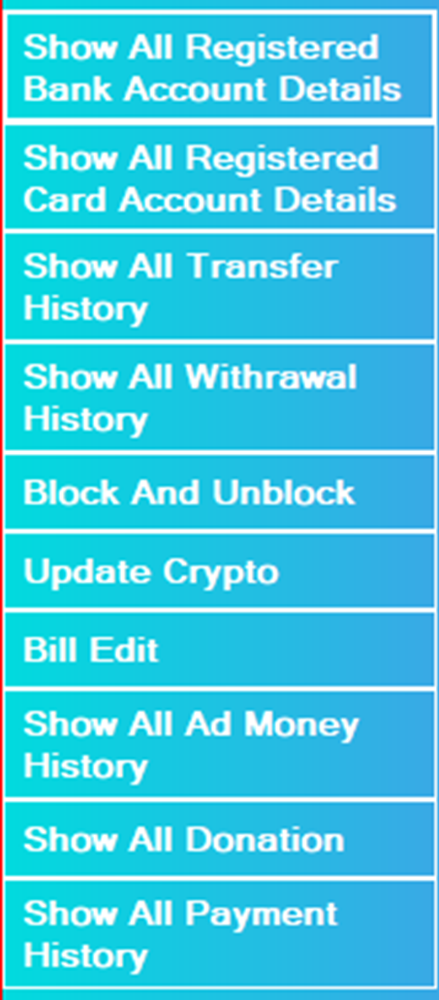 Show All Registered
Bank Account Details
Show All Registered
Card Account Details
Show All Transfer
History
Show All Withrawal
History
Block And Unblock
Update Crypto
Bill Edit
Show All Ad Money
History
Show All Donation
Show All Payment
History